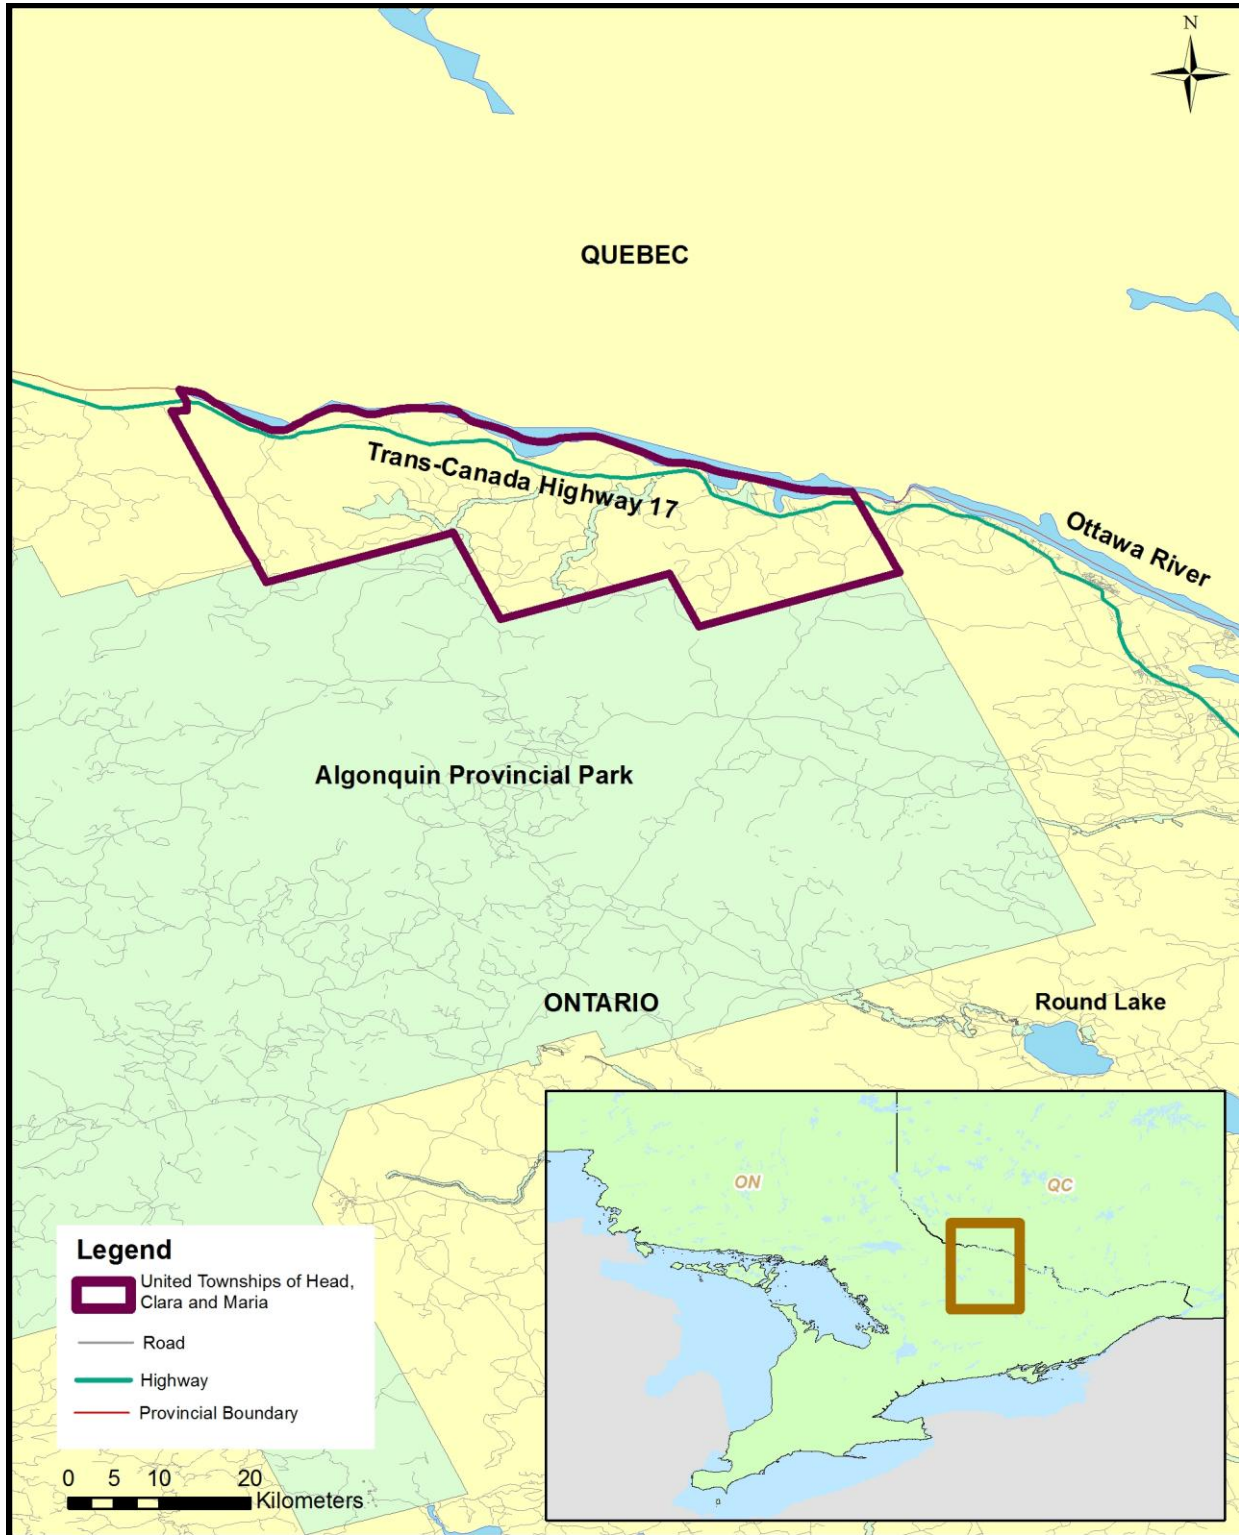 N
QUEBEC
Trans-Canada Highway 17
Ottawa River
Algonquin Provincial Park
ONTARIO
Round Lake
ON
QC
Legend
United Townships of Head,
Clara and Maria
Road
Highway
Provincial Boundary
0 5 10 20
Kilometers